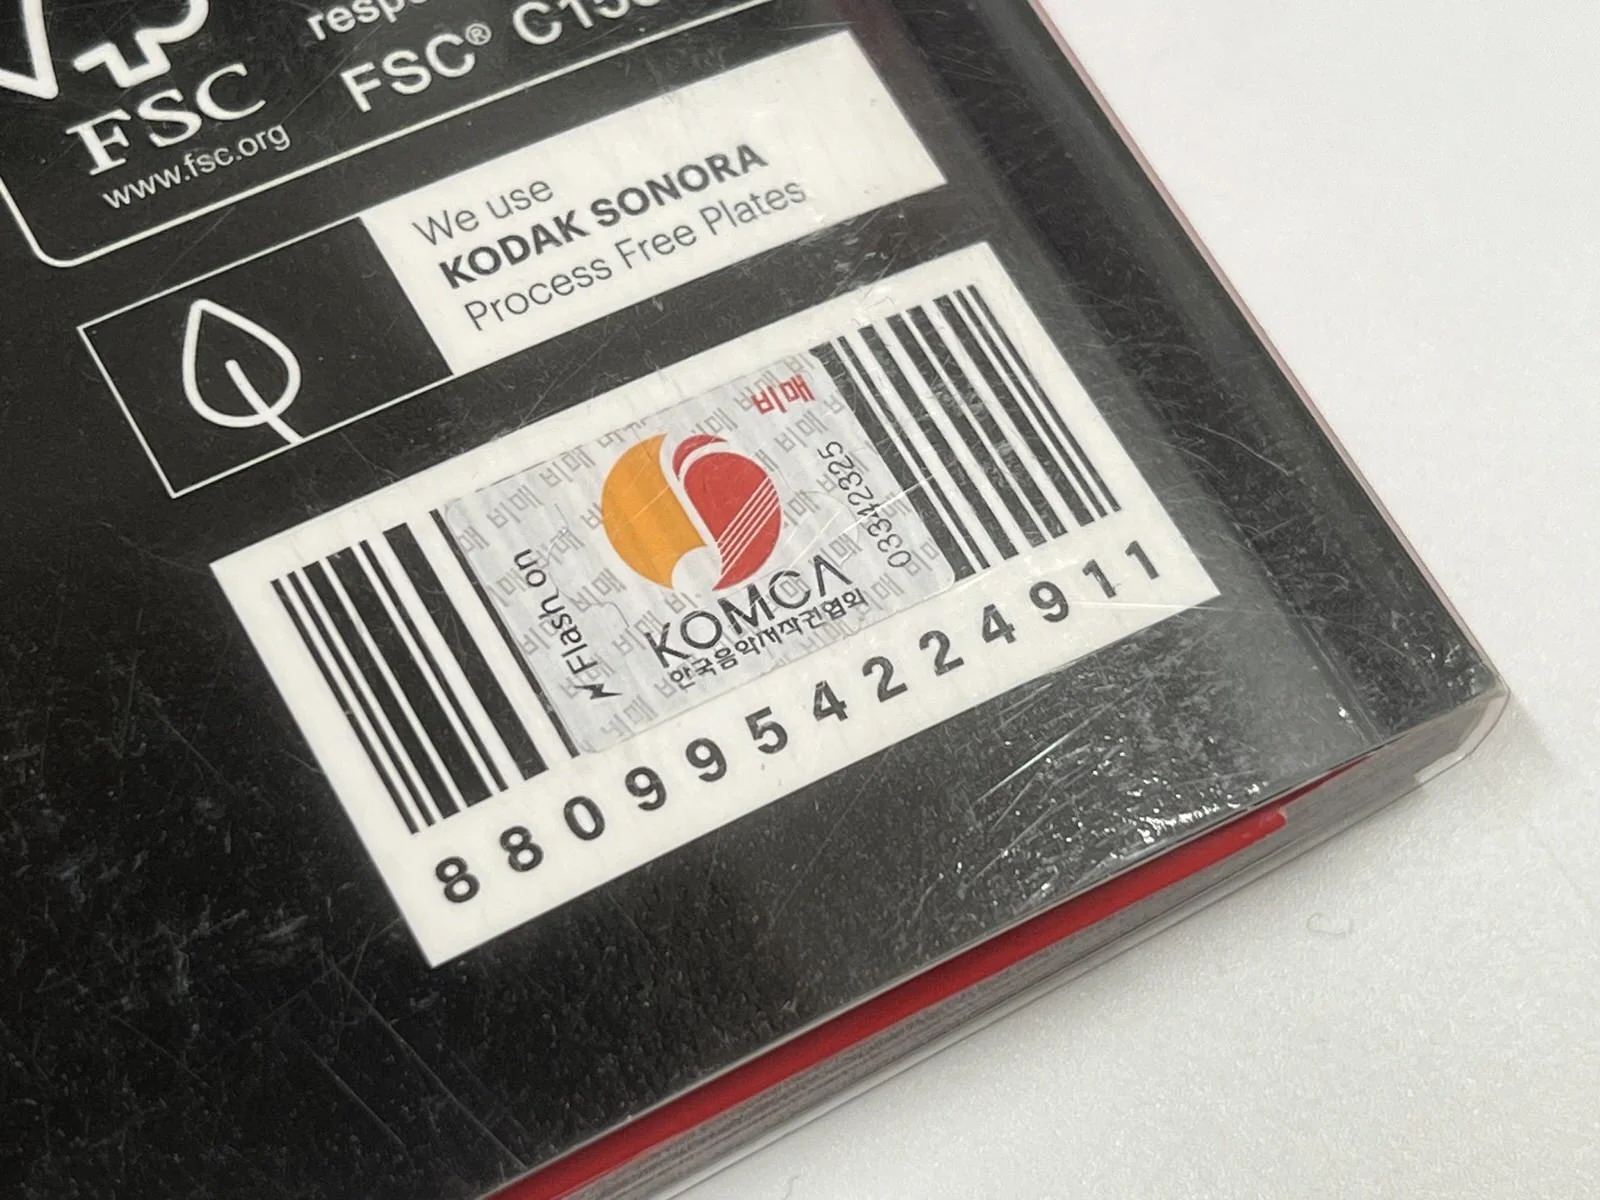 FSC® C15
FSC
www.fsc.org
We use
KODAK SONORA
Process Free Plates
비매
Flash on
033342325
KOMCA
한국음악저작권협회
8809954224911